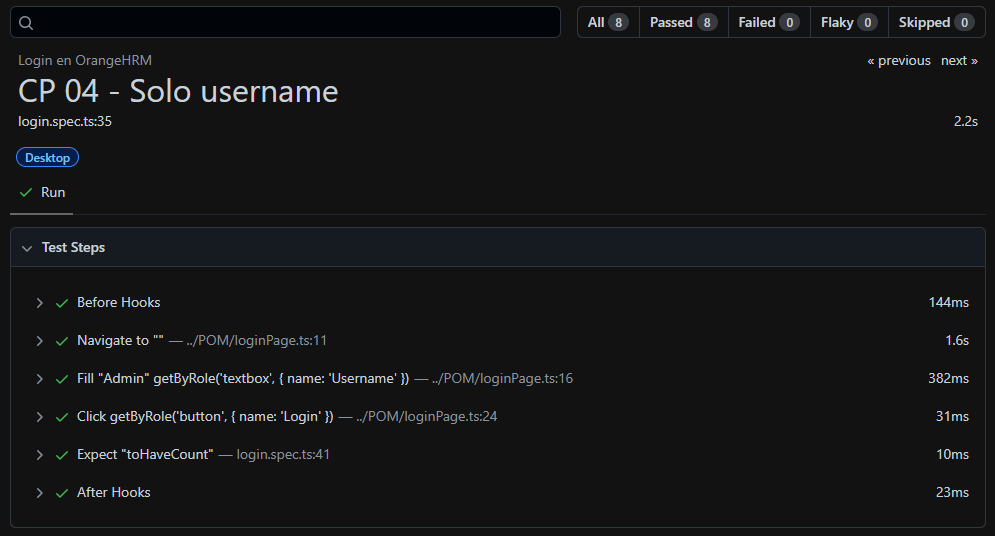 All 8 Passed 8 Failed 0 Flaky 0 Skipped 0
Login en OrangeHRM « previous next »
CP 04 - Solo username
login.spec.ts:35 2.2s
Desktop
Run
Test Steps
Before Hooks 144ms
Navigate to "" — ../POM/loginPage.ts:11 1.6s
Fill "Admin" getByRole('textbox', { name: 'Username' }) — ../POM/loginPage.ts:16 382ms
Click getByRole('button', { name: 'Login' }) — ../POM/loginPage.ts:24 31ms
Expect "toHaveCount" — login.spec.ts:41 10ms
After Hooks 23ms